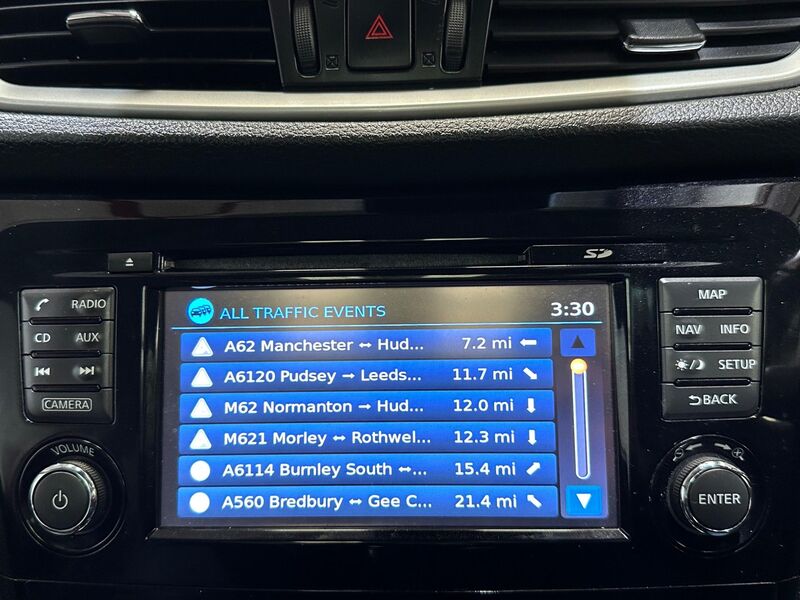 SD
RADIO
CD AUX
CAMERA
VOLUME
ALL TRAFFIC EVENTS 3:30
A62 Manchester ↔ Hud... 7.2 mi ←
A6120 Pudsey → Leeds... 11.7 mi ↘
M62 Normanton → Hud... 12.0 mi ↓
M621 Morley ↔ Rothwel... 12.3 mi ↓
A6114 Burnley South ↔... 15.4 mi ↗
A560 Bredbury ↔ Gee C... 21.4 mi ↖
MAP
NAV INFO
SETUP
BACK
ENTER